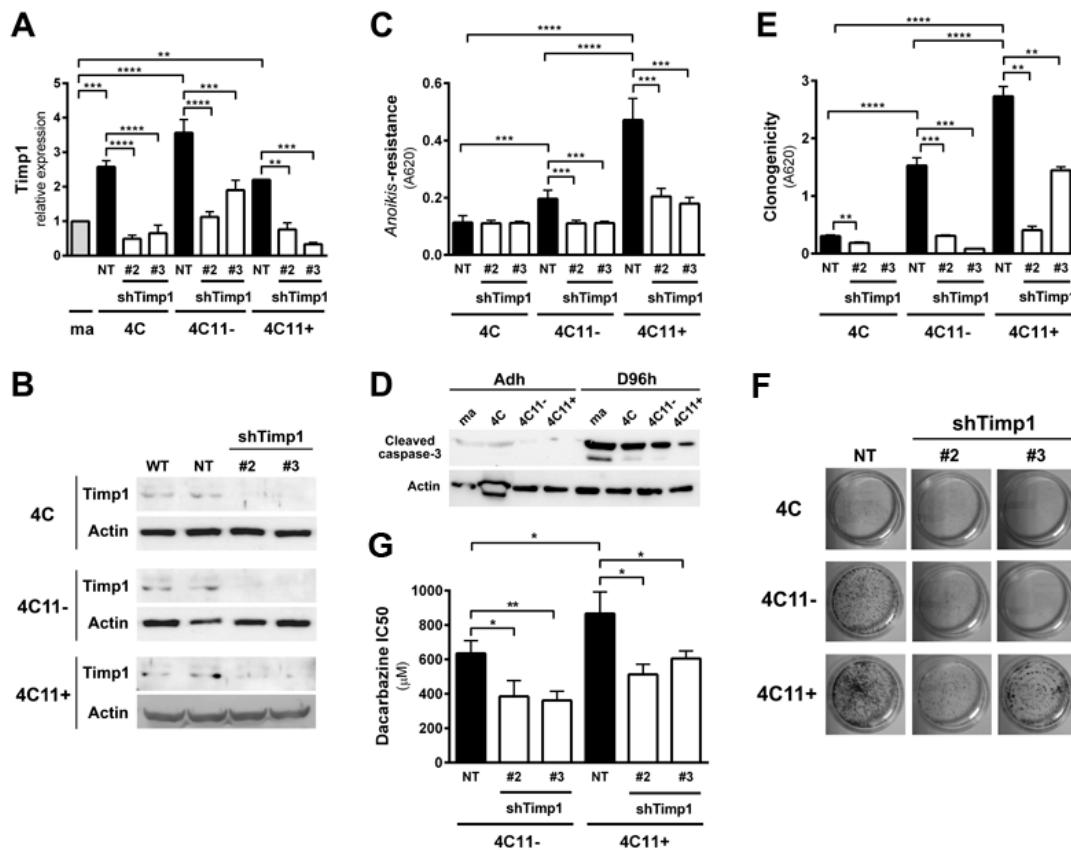 A
Timp1
relative expression
5
4
3
2
1
0
**
****
***
***
****
****
****
***
**
NT #2 #3 NT #2 #3 NT #2 #3
shTimp1 shTimp1 shTimp1
ma 4C 4C11- 4C11+
C
Anoikis-resistance
(A620)
0.6
0.4
0.2
0.0
****
****
***
***
***
***
***
NT #2 #3 NT #2 #3 NT #2 #3
shTimp1 shTimp1 shTimp1
4C 4C11- 4C11+
E
Clonogenicity
(A620)
3
2
1
0
****
****
**
**
****
***
***
**
NT #2 #3 NT #2 #3 NT #2 #3
shTimp1 shTimp1 shTimp1
4C 4C11- 4C11+
B
shTimp1
WT NT #2 #3
4C
Timp1
Actin
4C11-
Timp1
Actin
4C11+
Timp1
Actin
D
Adh D96h
ma 4C 4C11- 4C11+ ma 4C 4C11- 4C11+
Cleaved
caspase-3
Actin
G
Dacarbazine IC50
(µM)
1000
800
600
400
200
0
*
*
*
**
*
NT #2 #3 NT #2 #3
shTimp1 shTimp1
4C11- 4C11+
F
shTimp1
NT #2 #3
4C
4C11-
4C11+